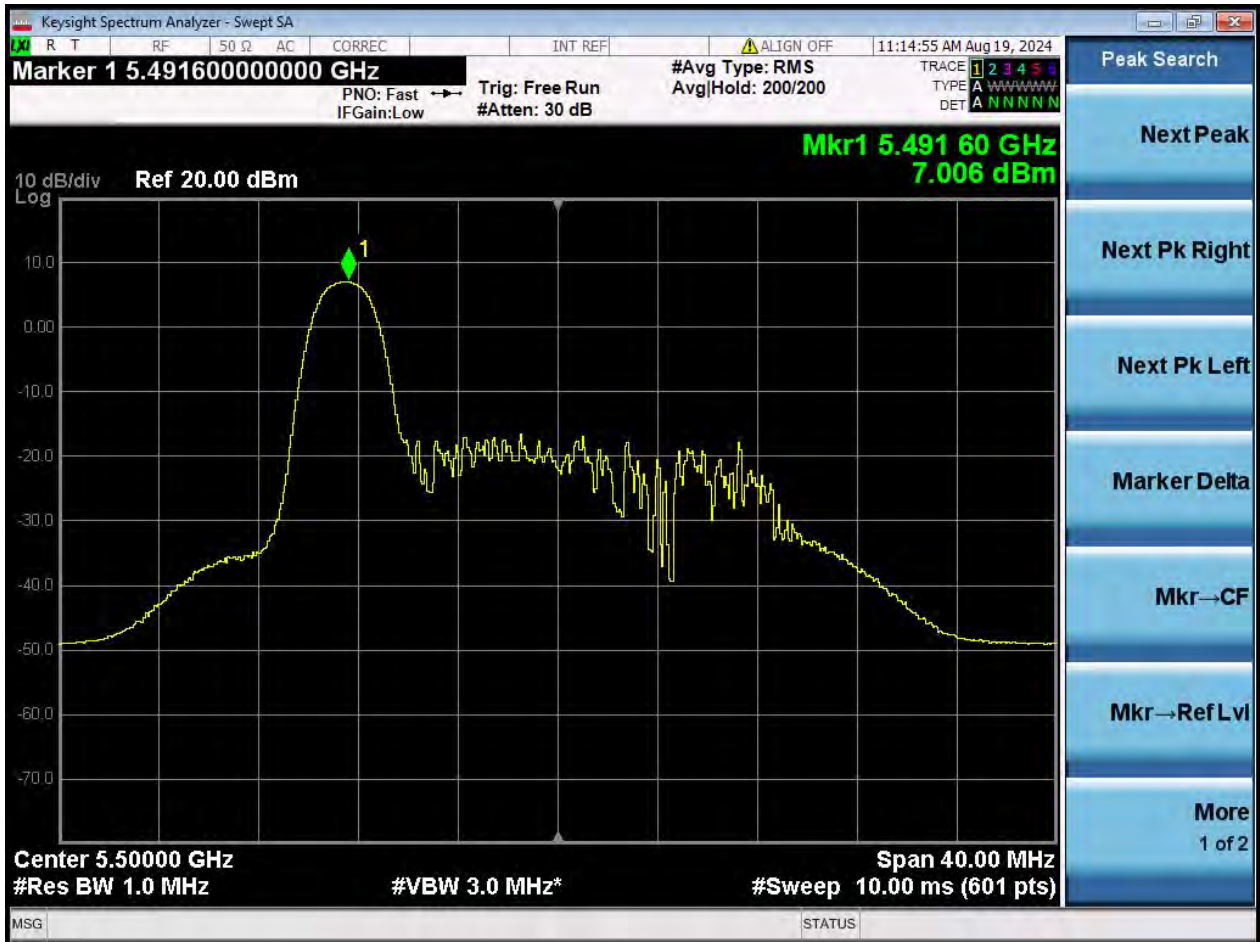 Keysight Spectrum Analyzer - Swept SA
LXI R T RF 50 Ω AC CORREC INT REF ALIGN OFF 11:14:55 AM Aug 19, 2024
Marker 1 5.491600000000 GHz
PNO: Fast
IFGain:Low
Trig: Free Run
#Atten: 30 dB
#Avg Type: RMS
Avg|Hold: 200/200
TRACE 1 2 3 4 5 6
TYPE A WWWWW
DET A N N N N N
Mkr1 5.491 60 GHz
7.006 dBm
10 dB/div Ref 20.00 dBm
Log
1
10.0
0.00
-10.0
-20.0
-30.0
-40.0
-50.0
-60.0
-70.0
Center 5.50000 GHz Span 40.00 MHz
#Res BW 1.0 MHz #VBW 3.0 MHz* #Sweep 10.00 ms (601 pts)
MSG STATUS
Peak Search
Next Peak
Next Pk Right
Next Pk Left
Marker Delta
Mkr→CF
Mkr→Ref Lvl
More
1 of 2